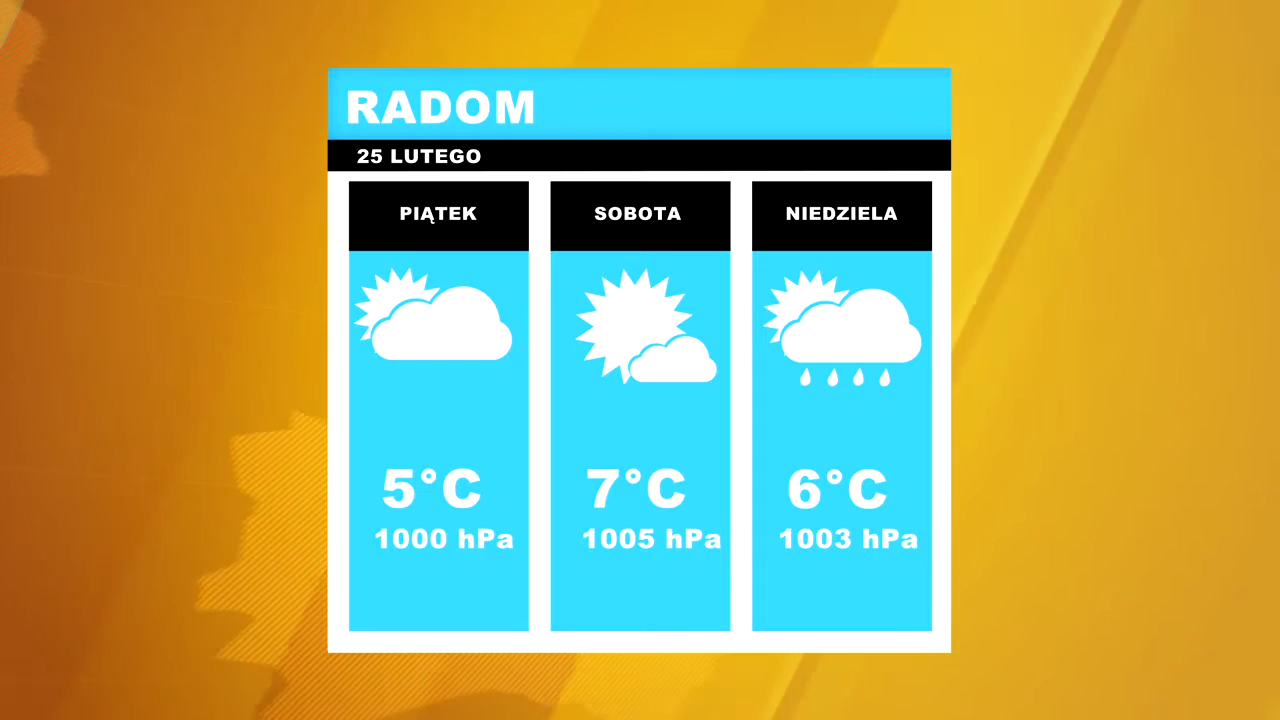 RADOM
25 LUTEGO
PIĄTEK
SOBOTA
NIEDZIELA
5°C
7°C
6°C
1000 hPa
1005 hPa
1003 hPa